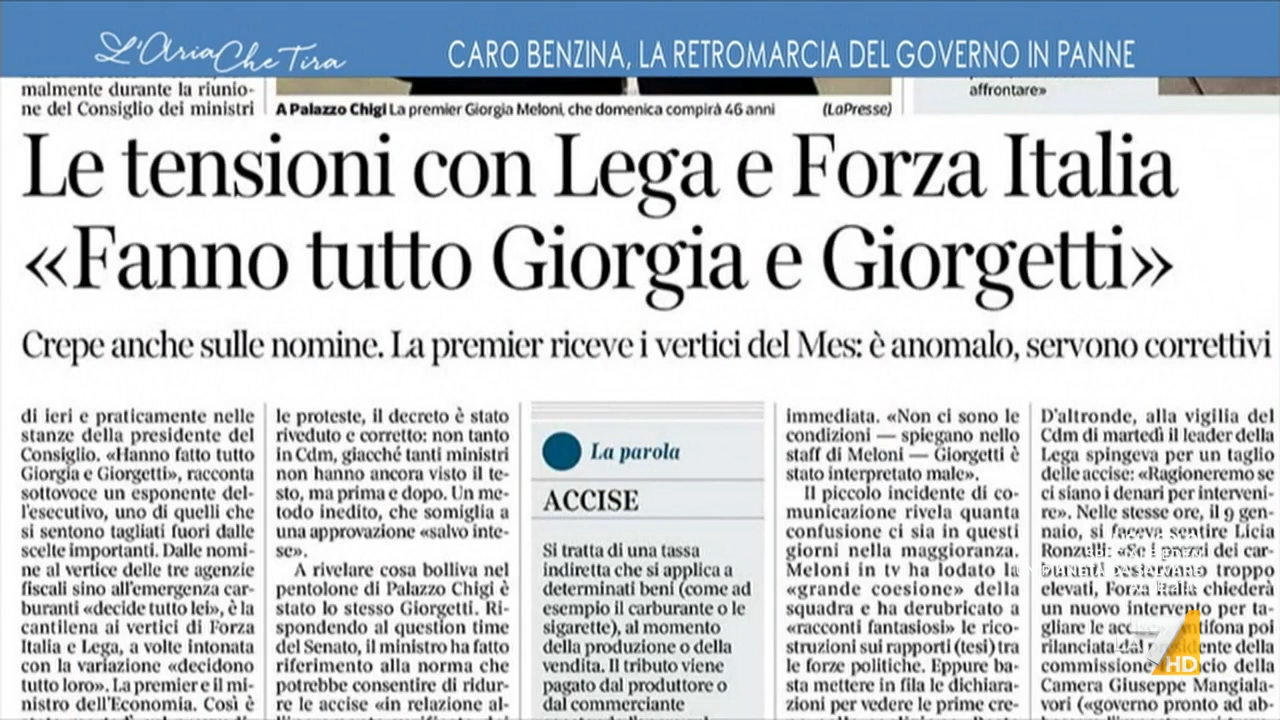 L'Aria Che Tira
CARO BENZINA, LA RETROMARCIA DEL GOVERNO IN PANNE
malmente durante la riunio-
ne del Consiglio dei ministri
A Palazzo Chigi La premier Giorgia Meloni, che domenica compirà 46 anni
(LaPresse)
affrontare»
Le tensioni con Lega e Forza Italia
«Fanno tutto Giorgia e Giorgetti»
Crepe anche sulle nomine. La premier riceve i vertici del Mes: è anomalo, servono correttivi
di ieri e praticamente nelle
stanze della presidente del
Consiglio. «Hanno fatto tutto
Giorgia e Giorgetti», racconta
sottovoce un esponente del-
l'esecutivo, uno di quelli che
si sentono tagliati fuori dalle
scelte importanti. Dalle nomi-
ne al vertice delle tre agenzie
fiscali sino all'emergenza car-
buranti «decide tutto lei», è la
cantilena ai vertici di Forza
Italia e Lega, a volte intonata
con la variazione «decidono
tutto loro». La premier e il mi-
nistro dell'Economia. Così è
le proteste, il decreto è stato
riveduto e corretto: non tanto
in Cdm, giacché tanti ministri
non hanno ancora visto il te-
sto, ma prima e dopo. Un me-
todo inedito, che somiglia a
una approvazione «salvo inte-
se».
A rivelare cosa bolliva nel
pentolone di Palazzo Chigi è
stato lo stesso Giorgetti. Ri-
spondendo al question time
del Senato, il ministro ha fatto
riferimento alla norma che
potrebbe consentire di ridur-
re le accise «in relazione al-
La parola
ACCISE
Si tratta di una tassa
indiretta che si applica a
determinati beni (come ad
esempio il carburante o le
sigarette), al momento
della produzione o della
vendita. Il tributo viene
pagato dal produttore o
dal commerciante
immediata. «Non ci sono le
condizioni — spiegano nello
staff di Meloni — Giorgetti è
stato interpretato male».
Il piccolo incidente di co-
municazione rivela quanta
confusione ci sia in questi
giorni nella maggioranza.
Meloni in tv ha lodato la
«grande coesione» della
squadra e ha derubricato a
«racconti fantasiosi» le rico-
struzioni sui rapporti (tesi) tra
le forze politiche. Eppure ba-
sta mettere in fila le dichiara-
zioni per vedere le prime cre-
D'altronde, alla vigilia del
Cdm di martedì il leader della
Lega spingeva per un taglio
delle accise: «Ragioneremo se
ci siano i denari per interveni-
re». Nelle stesse ore, il 9 gen-
naio, si faceva sentire Licia
Ronzulli
dei car-
troppo
elevati, Forza
chiederà
un nuovo intervento per ta-
gliare le
poi
rilanciata
della
commissione
della
Camera Giuseppe Mangiala-
vori («governo pronto ad ab-
LA7 HD